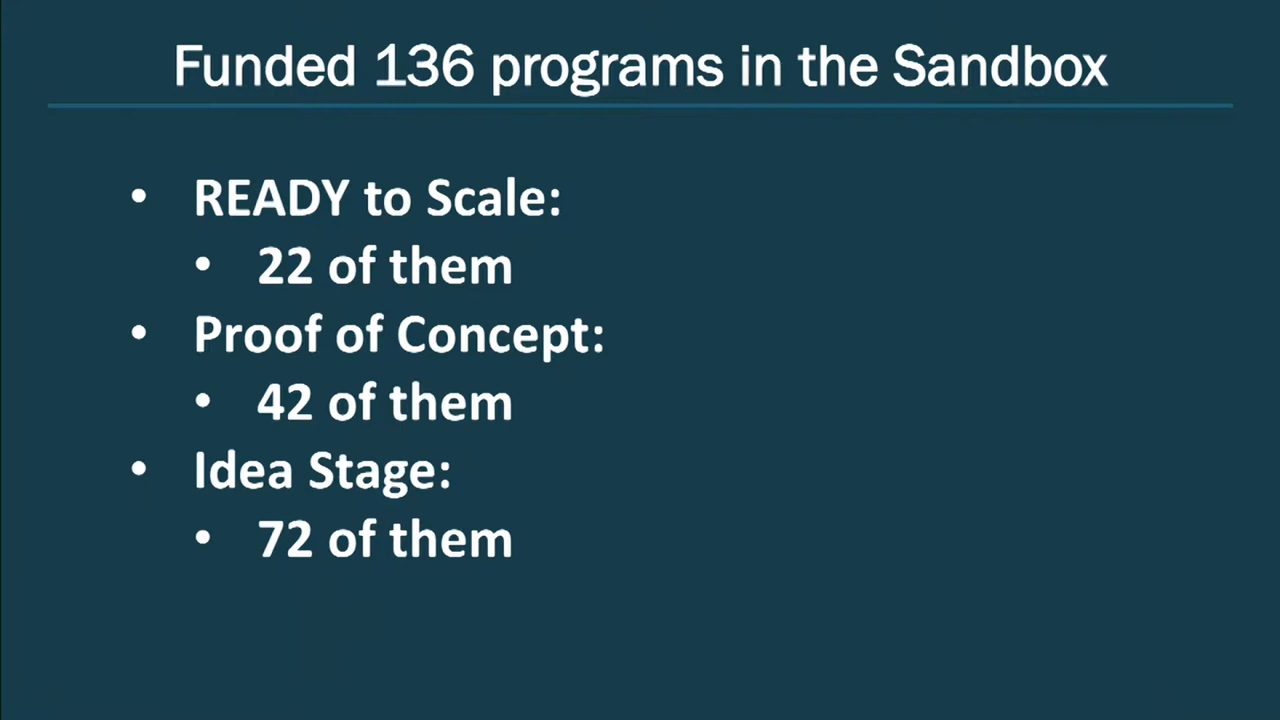 Funded 136 programs in the Sandbox
• READY to Scale:
• 22 of them
• Proof of Concept:
• 42 of them
• Idea Stage:
• 72 of them